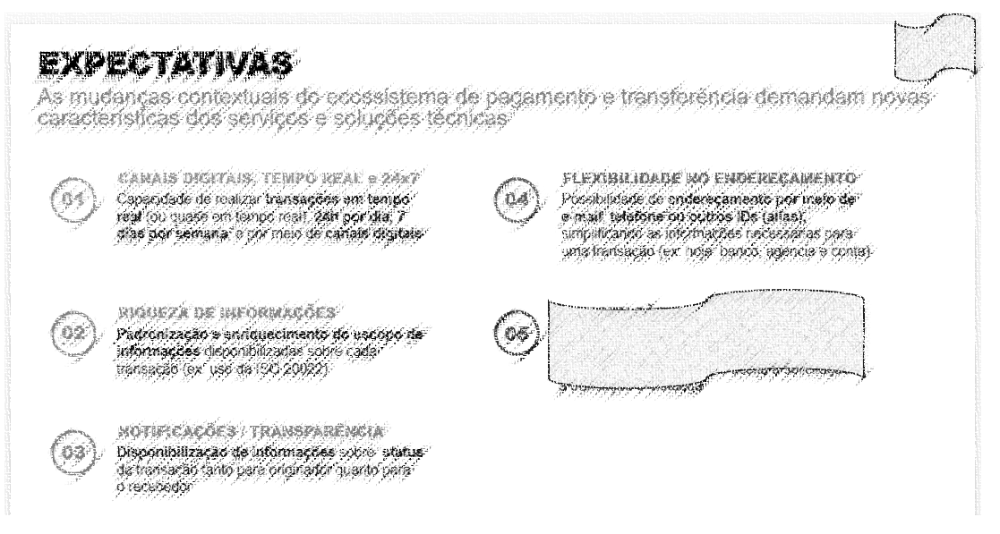 EXPECTATIVAS
As mudanças contextuais do ecossistema de pagamento e transferência demandam novas
características dos serviços e soluções técnicas
01
CANAIS DIGITAIS, TEMPO REAL e 24x7
Capacidade de realizar transações em tempo
real (ou quase em tempo real), 24h por dia, 7
dias por semana, e por meio de canais digitais
02
RIQUEZA DE INFORMAÇÕES
Padronização e enriquecimento do escopo de
informações disponibilizadas sobre cada
transação (ex: uso da ISO 20022)
03
NOTIFICAÇÕES / TRANSPARÊNCIA
Disponibilização de informações sobre status
da transação tanto para originador quanto para
o recebedor
04
FLEXIBILIDADE NO ENDEREÇAMENTO
Possibilidade de endereçamento por meio de
e-mail, telefone ou outros IDs (alias),
simplificando as informações necessárias para
uma transação (ex: hoje banco, agência e conta)
05